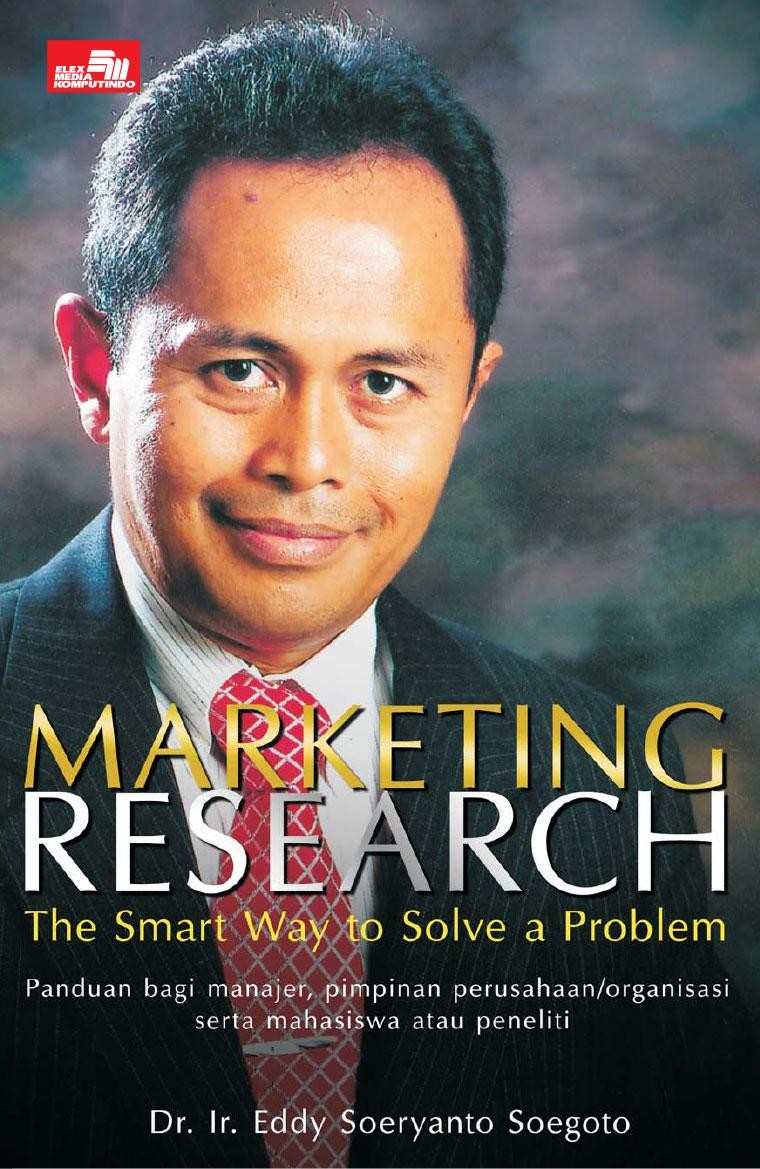 ELEX
MEDIA
KOMPUTINDO
MARKETING
RESEARCH
The Smart Way to Solve a Problem
Panduan bagi manajer, pimpinan perusahaan/organisasi
serta mahasiswa atau peneliti
Dr. Ir. Eddy Soeryanto Soegoto